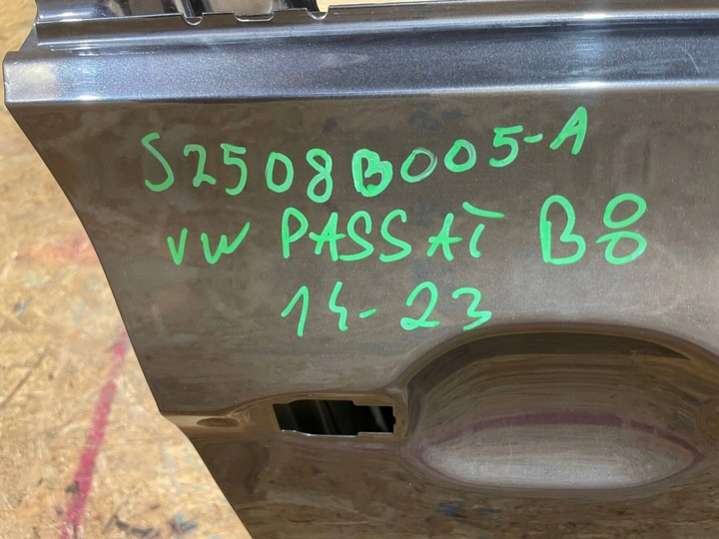 S2508B005-A
VW PASSAT B8
14-23